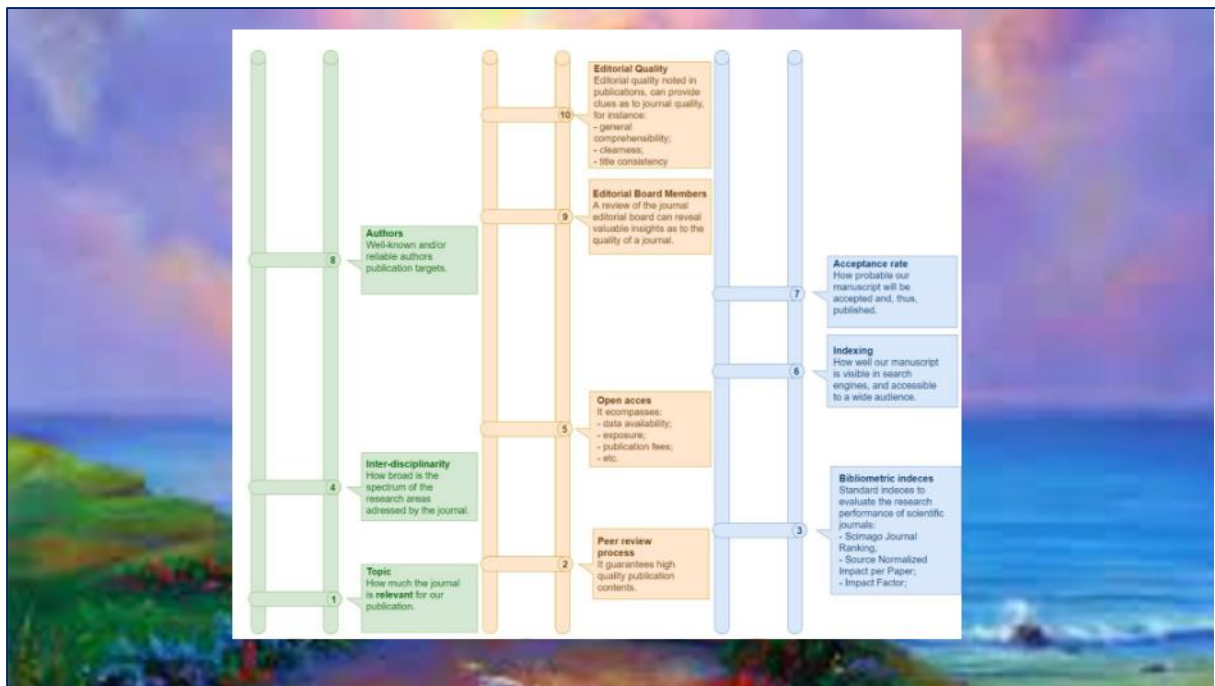 8
Authors
Well-known and/or
reliable authors
publication targets.
4
Inter-disciplinarity
How broad is the
spectrum of the
research areas
adressed by the journal.
1
Topic
How much the journal
is relevant for our
publication.
10
Editorial Quality
Editorial quality noted in
publications, can provide
clues as to journal quality,
for instance:
- general
comprehensibility;
- clearness;
- title consistency
9
Editorial Board Members
A review of the journal
editorial board can reveal
valuable insights as to the
quality of a journal.
5
Open acces
It ecompasses:
- data availability;
- exposure;
- publication fees;
- etc.
2
Peer review
process
It guarantees high
quality publication
contents.
7
Acceptance rate
How probable our
manuscript will be
accepted and, thus,
published.
6
Indexing
How well our manuscript
is visible in search
engines, and accessible
to a wide audience.
3
Bibliometric indeces
Standard indeces to
evaluate the research
performance of scientific
journals:
- Scimago Journal
Ranking,
- Source Normalized
Impact per Paper;
- Impact Factor;